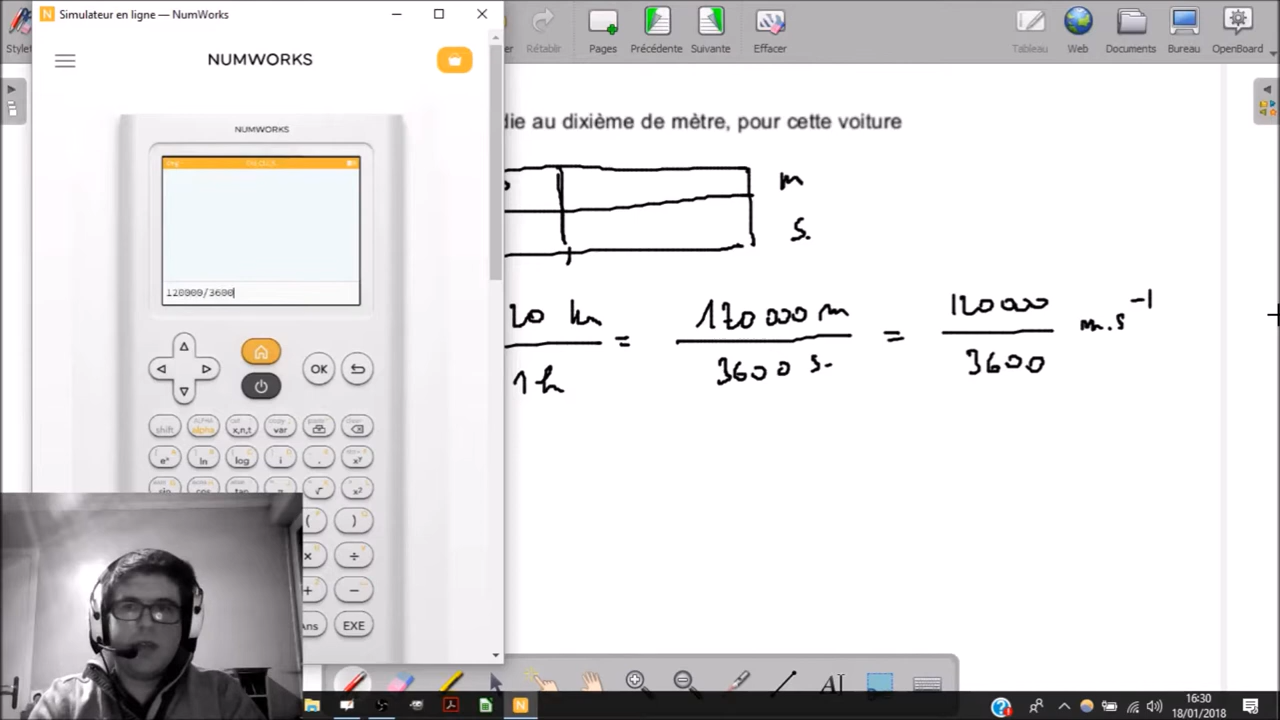 Simulateur en ligne — NumWorks
Rétablir
Pages
Précédente
Suivante
Effacer
Tableau
Web
Documents
Bureau
OpenBoard
NUMWORKS
NUMWORKS
die au dixième de mètre, pour cette voiture
m
s.
120000/3600
20 km = 120 000 m = 120000 m.s⁻¹
1h 3600 s. 3600
OK
shift
alpha
x,n,t
var
ln
log
i
,
Ans
EXE
16:30
18/01/2018